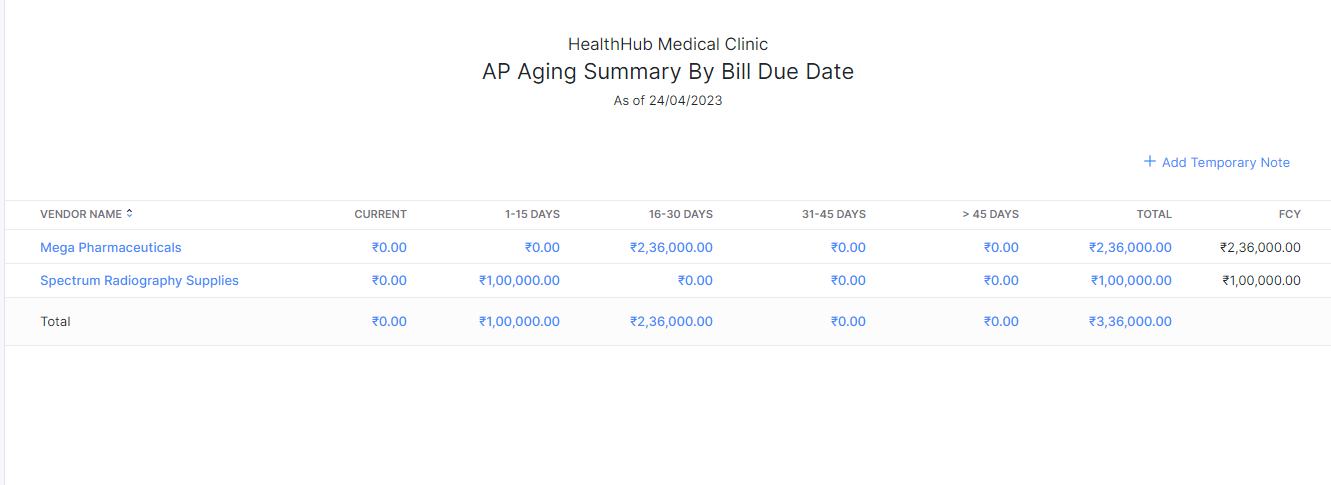 HealthHub Medical Clinic
AP Aging Summary By Bill Due Date
As of 24/04/2023
+ Add Temporary Note
VENDOR NAME CURRENT 1-15 DAYS 16-30 DAYS 31-45 DAYS > 45 DAYS TOTAL FCY
Mega Pharmaceuticals ₹0.00 ₹0.00 ₹2,36,000.00 ₹0.00 ₹0.00 ₹2,36,000.00 ₹2,36,000.00
Spectrum Radiography Supplies ₹0.00 ₹1,00,000.00 ₹0.00 ₹0.00 ₹0.00 ₹1,00,000.00 ₹1,00,000.00
Total ₹0.00 ₹1,00,000.00 ₹2,36,000.00 ₹0.00 ₹0.00 ₹3,36,000.00